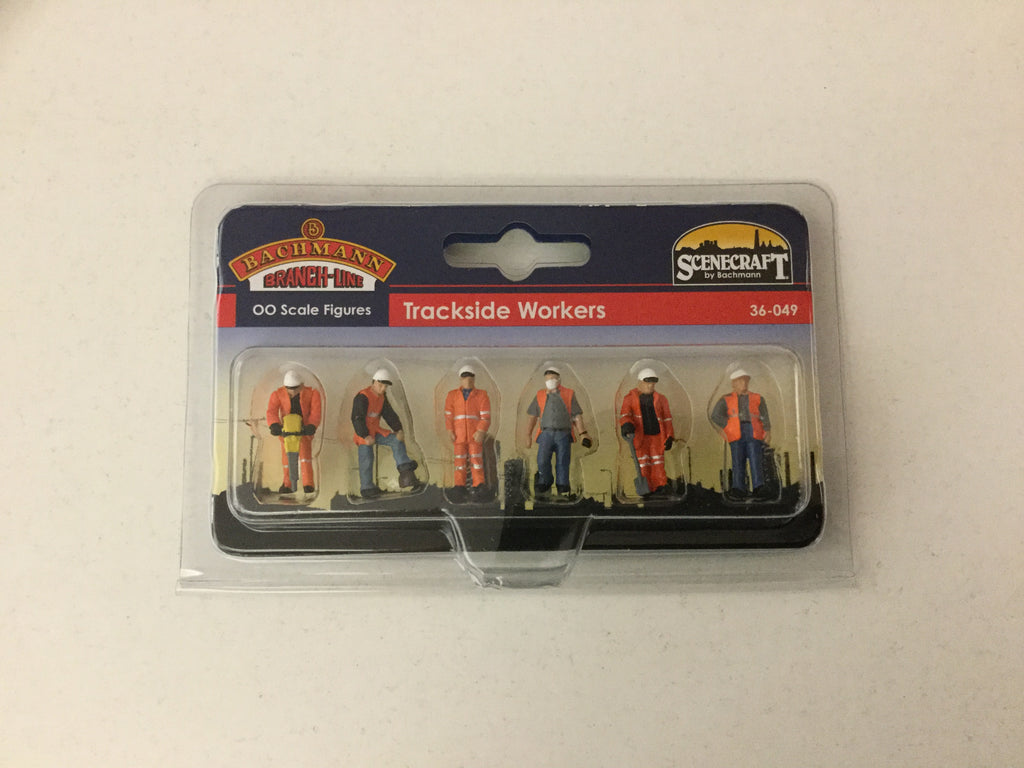 B
BACHMANN
BRANCH-LINE
SCENECRAFT
by Bachmann
OO Scale Figures
Trackside Workers
36-049